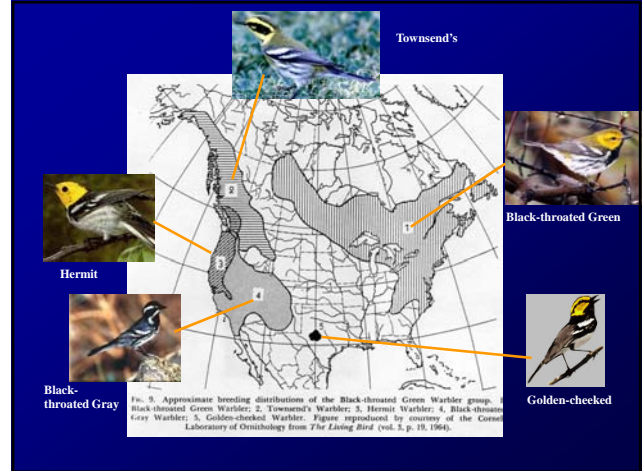 Townsend's
Black-throated Green
Hermit
Black-
throated Gray
Golden-cheeked
2
1
3
4
FIG. 9. Approximate breeding distributions of the Black-throated Green Warbler group. 1
Black-throated Green Warbler; 2, Townsend's Warbler; 3, Hermit Warbler; 4, Black-throate
Gray Warbler; 5, Golden-cheeked Warbler. Figure reproduced by courtesy of the Cornel
Laboratory of Ornithology from The Living Bird (vol. 3, p. 19, 1964).